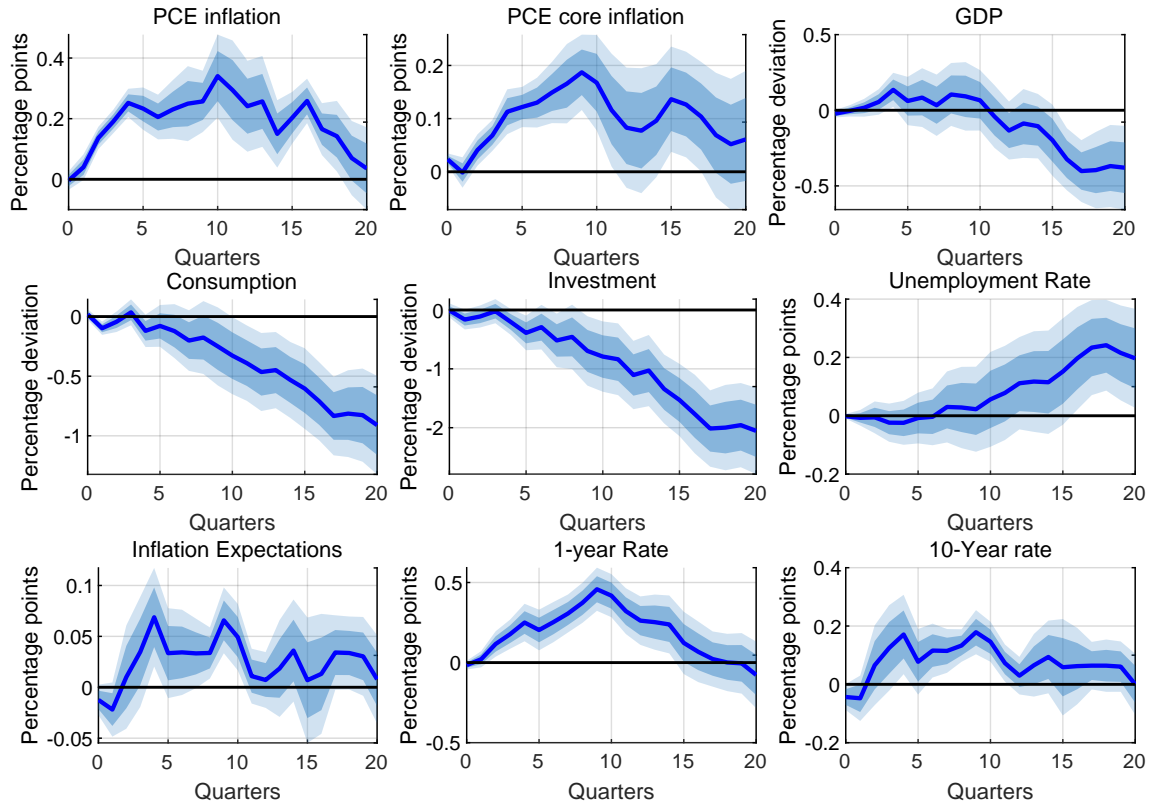 PCE inflation
Percentage points
0.4
0.2
0
0
5
10
15
20
Quarters
PCE core inflation
Percentage points
0.2
0.1
0
0
5
10
15
20
Quarters
GDP
Percentage deviation
0.5
0
-0.5
0
5
10
15
20
Quarters
Consumption
Percentage deviation
0
-0.5
-1
0
5
10
15
20
Quarters
Investment
Percentage deviation
0
-1
-2
0
5
10
15
20
Quarters
Unemployment Rate
Percentage points
0.4
0.2
0
-0.2
0
5
10
15
20
Quarters
Inflation Expectations
Percentage points
0.1
0.05
0
-0.05
0
5
10
15
20
Quarters
1-year Rate
Percentage points
0.5
0
-0.5
0
5
10
15
20
Quarters
10-Year rate
Percentage points
0.4
0.2
0
-0.2
0
5
10
15
20
Quarters